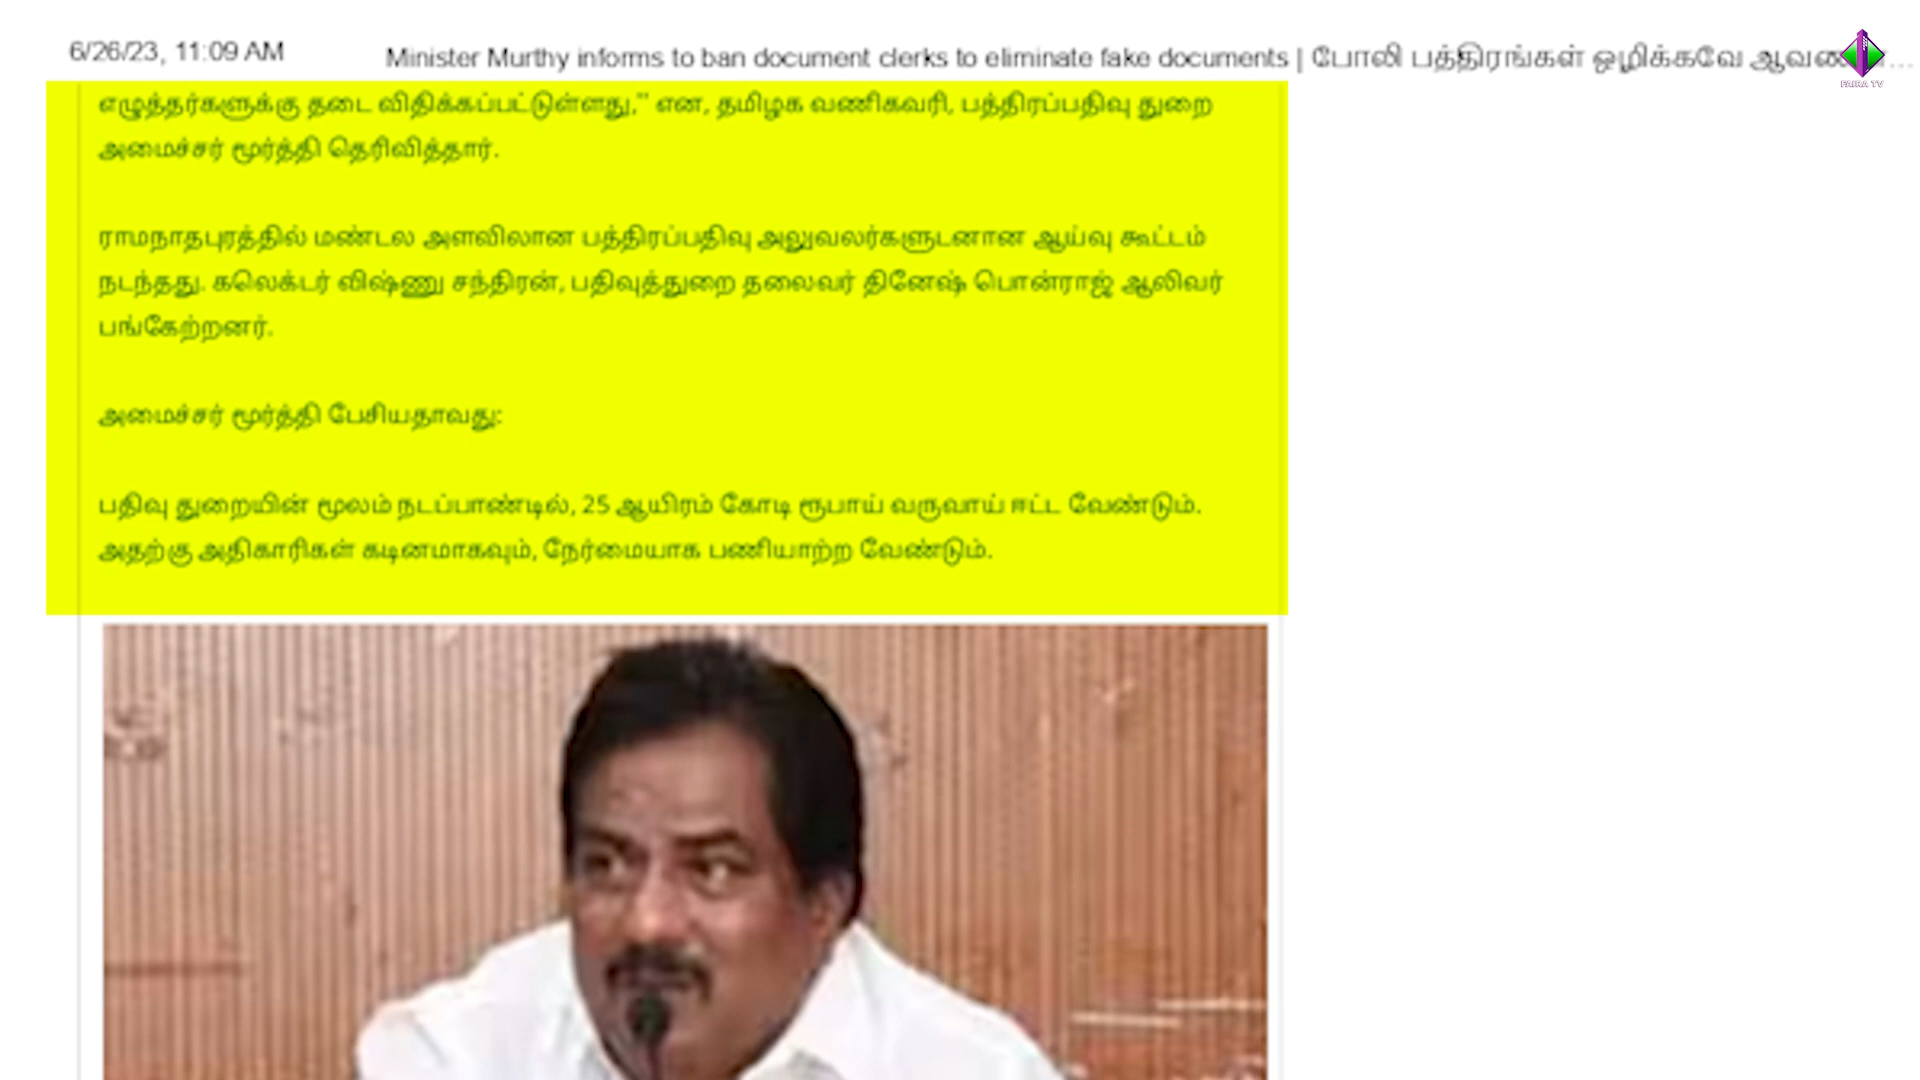 6/26/23, 11:09 AM
Minister Murthy informs to ban document clerks to eliminate fake documents | போலி பத்திரங்கள் ஒழிக்கவே
FAIRA TV
எழுத்தர்களுக்கு தடை விதிக்கப்பட்டுள்ளது,'' என, தமிழக வணிகவரி, பத்திரப்பதிவு துறை
அமைச்சர் மூர்த்தி தெரிவித்தார்.
ராமநாதபுரத்தில் மண்டல அளவிலான பத்திரப்பதிவு அலுவலர்களுடனான ஆய்வு கூட்டம்
நடந்தது. கலெக்டர் விஷ்ணு சந்திரன், பதிவுத்துறை தலைவர் தினேஷ் பொன்ராஜ் ஆலிவர்
பங்கேற்றனர்.
அமைச்சர் மூர்த்தி பேசியதாவது:
பதிவு துறையின் மூலம் நடப்பாண்டில், 25 ஆயிரம் கோடி ரூபாய் வருவாய் ஈட்ட வேண்டும்.
அதற்கு அதிகாரிகள் கடினமாகவும், நேர்மையாக பணியாற்ற வேண்டும்.